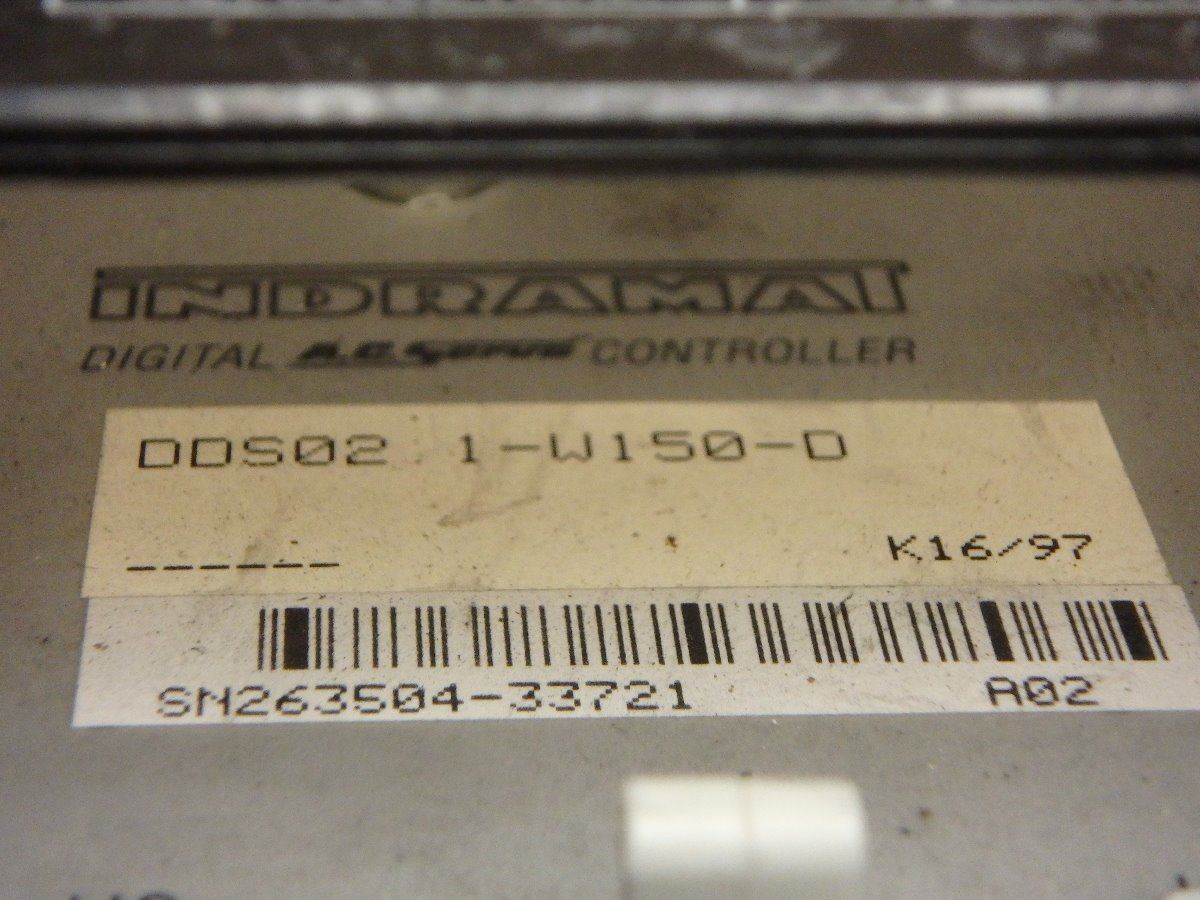 INDRAMAT
DIGITAL A.C. Servo CONTROLLER
DDS02.1-W150-D
------
K16/97
SN263504-33721 A02